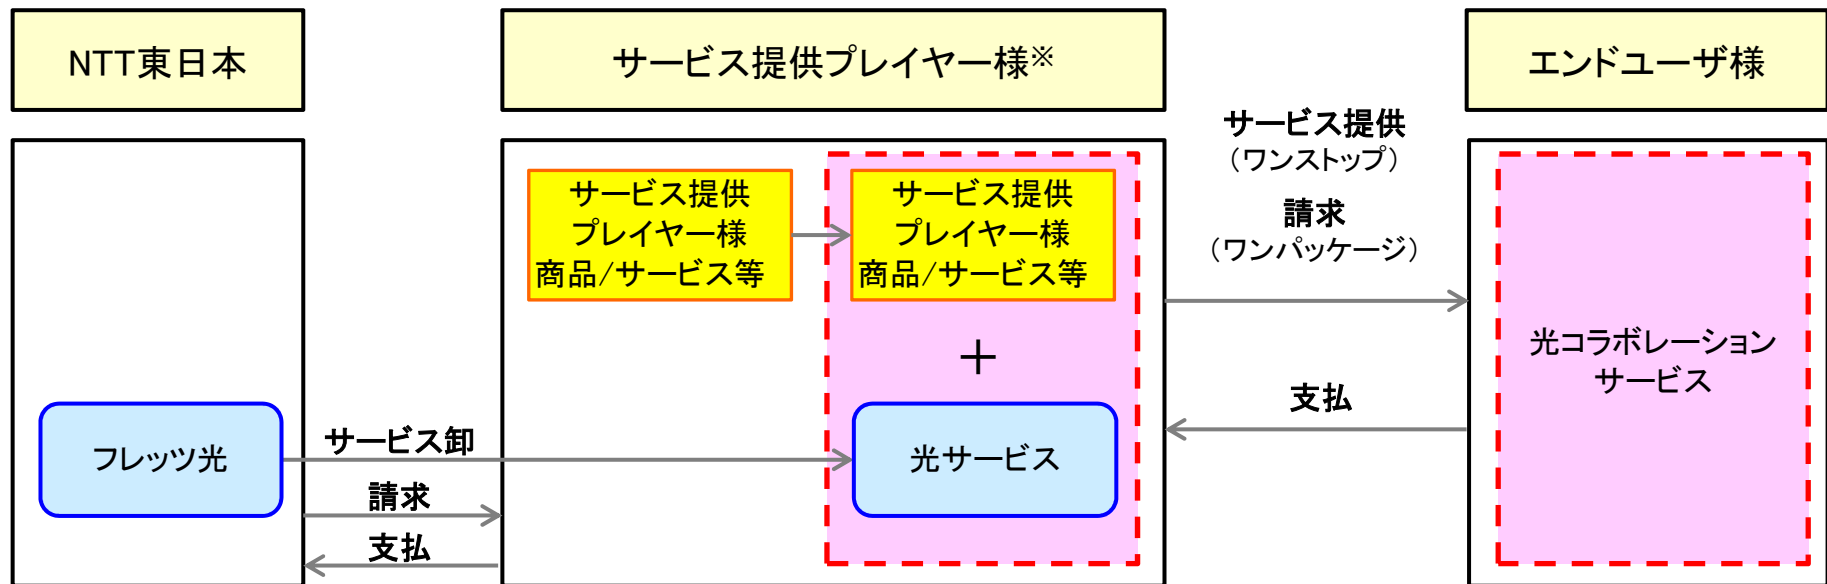 NTT東日本
サービス提供プレイヤー様※
エンドユーザ様
サービス提供
プレイヤー様
商品/サービス等
サービス提供
プレイヤー様
商品/サービス等
+
フレッツ光
サービス卸
請求
支払
光サービス
サービス提供
(ワンストップ)
請求
(ワンパッケージ)
支払
光コラボレーション
サービス